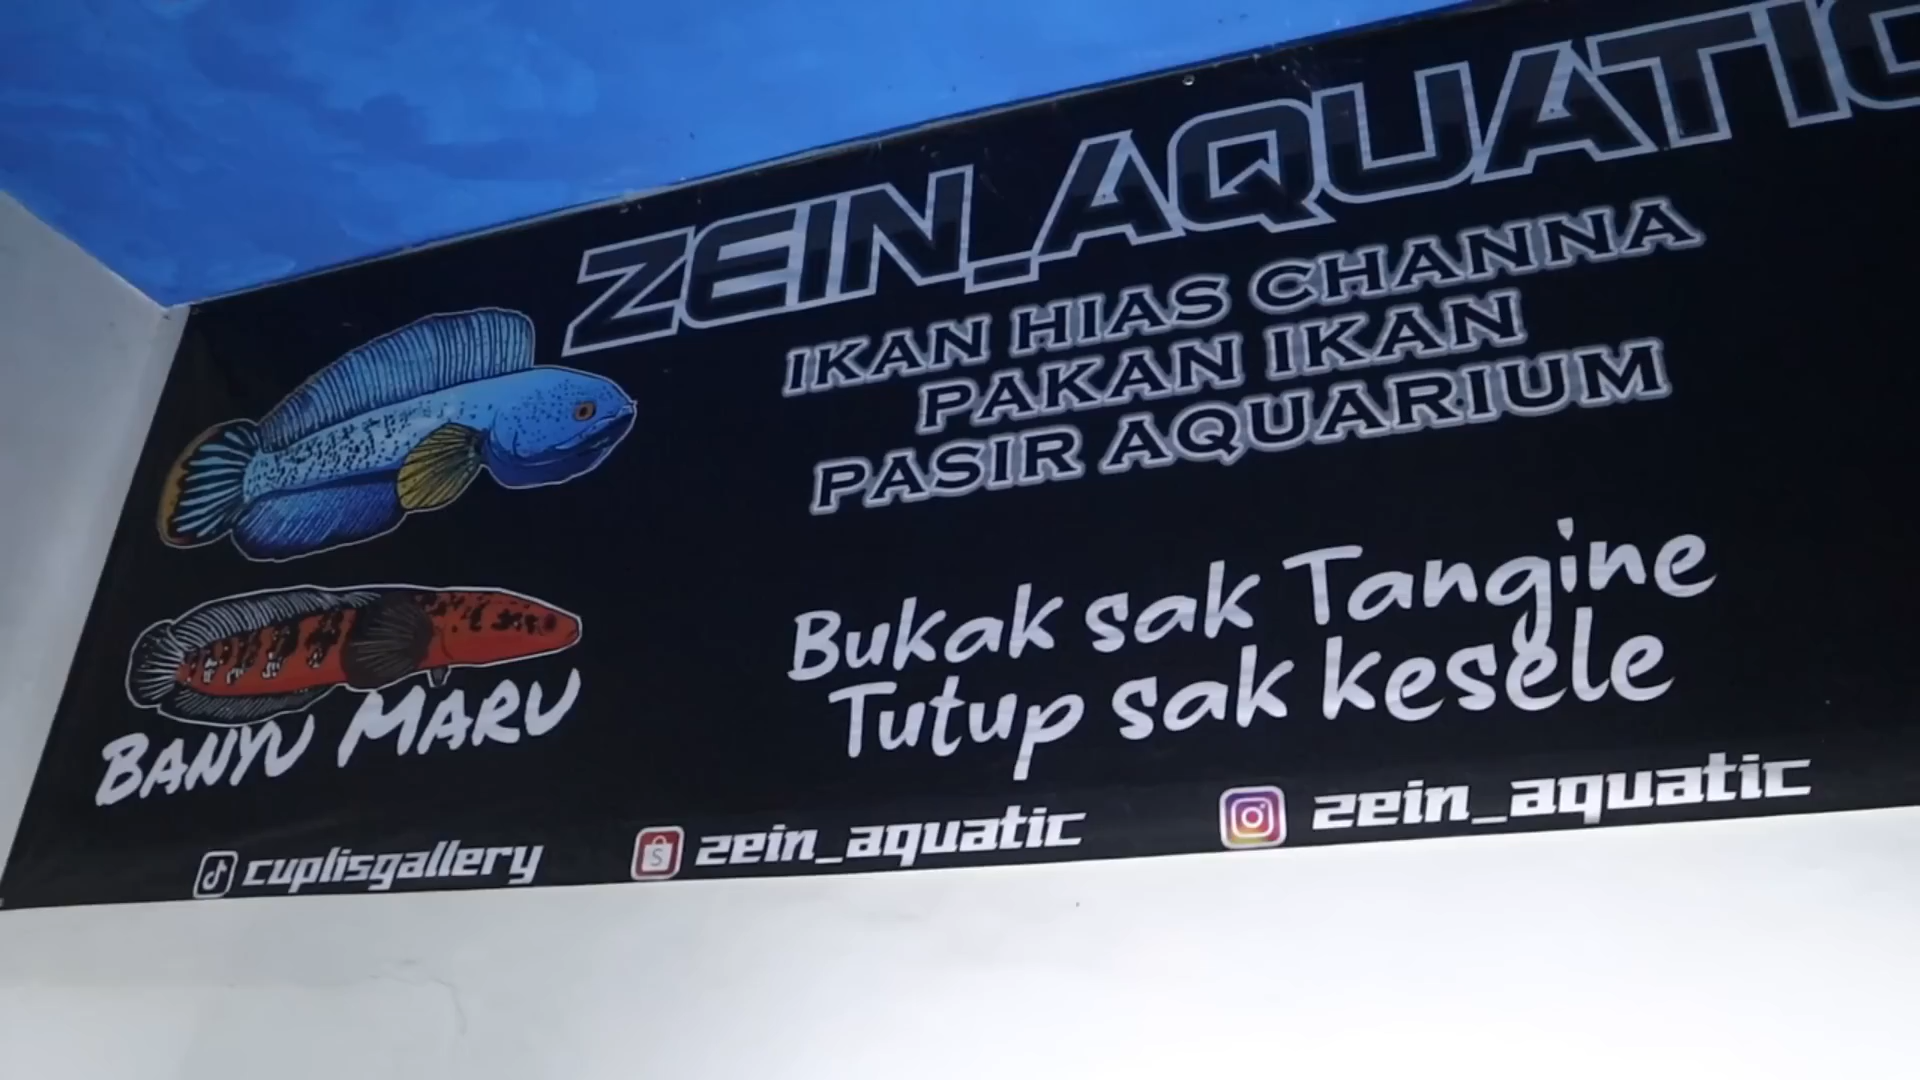 ZEIN_AQUATIC
IKAN HIAS CHANNA
PAKAN IKAN
PASIR AQUARIUM
Bukak sak Tangine
Tutup sak kesele
BANYU MARU
cuplisgallery
zein_aquatic
zein_aquatic